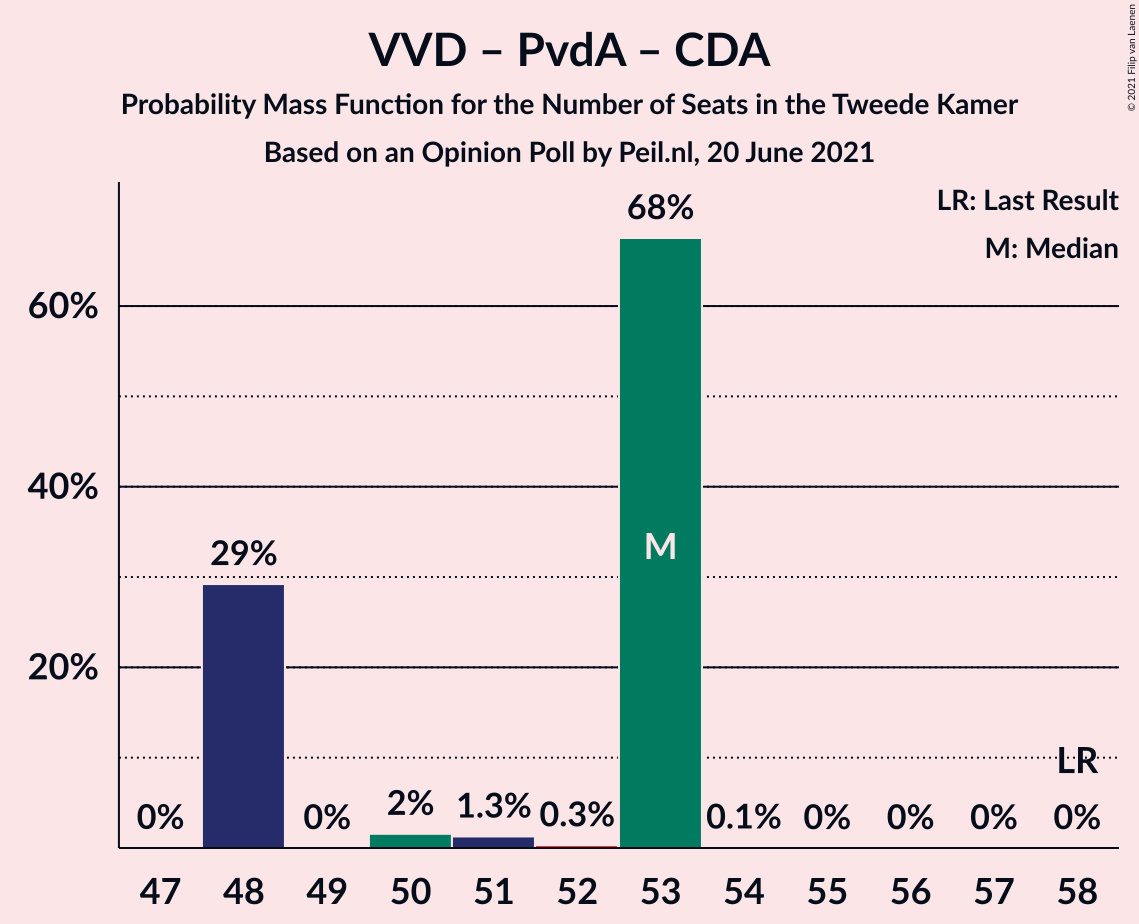 VVD – PvdA – CDA
Probability Mass Function for the Number of Seats in the Tweede Kamer
Based on an Opinion Poll by Peil.nl, 20 June 2021
© 2021 Filip van Laenen
LR: Last Result
M: Median
60%
40%
20%
0%
29%
0%
2%
1.3%
0.3%
68%
M
0.1%
0%
0%
0%
LR
0%
47 48 49 50 51 52 53 54 55 56 57 58